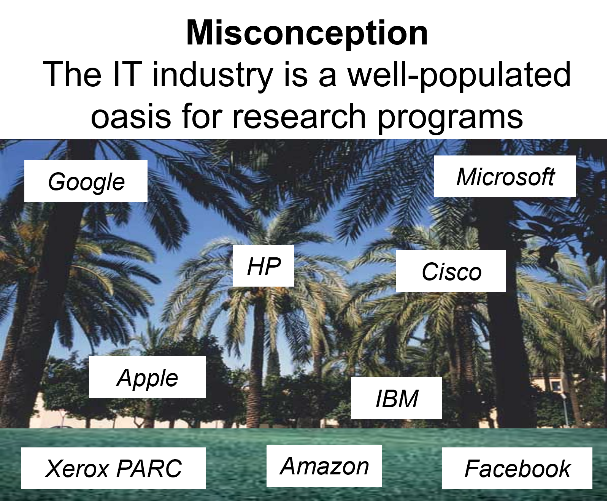 Misconception
The IT industry is a well-populated
oasis for research programs
Google
Microsoft
HP
Cisco
Apple
IBM
Xerox PARC
Amazon
Facebook